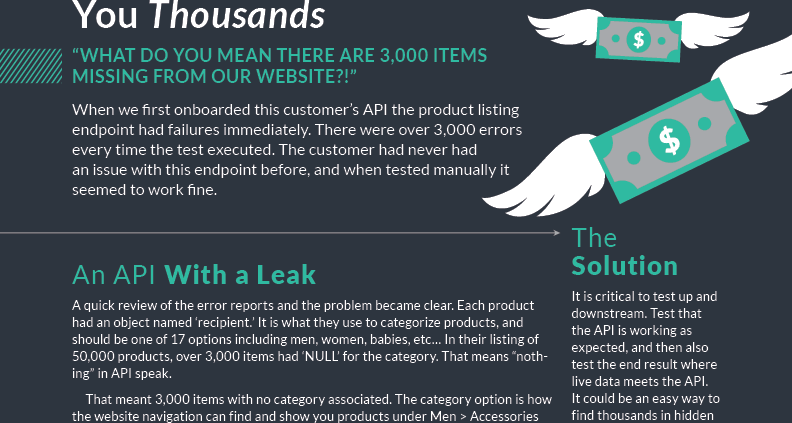 You Thousands
“WHAT DO YOU MEAN THERE ARE 3,000 ITEMS
MISSING FROM OUR WEBSITE?!”
When we first onboarded this customer’s API the product listing
endpoint had failures immediately. There were over 3,000 errors
every time the test executed. The customer had never had
an issue with this endpoint before, and when tested manually it
seemed to work fine.
$
$
An API With a Leak
A quick review of the error reports and the problem became clear. Each product
had an object named ‘recipient.’ It is what they use to categorize products, and
should be one of 17 options including men, women, babies, etc... In their listing of
50,000 products, over 3,000 items had ‘NULL’ for the category. That means “noth-
ing” in API speak.
That meant 3,000 items with no category associated. The category option is how
the website navigation can find and show you products under Men > Accessories
The
Solution
It is critical to test up and
downstream. Test that
the API is working as
expected, and then also
test the end result where
live data meets the API.
It could be an easy way to
find thousands in hidden